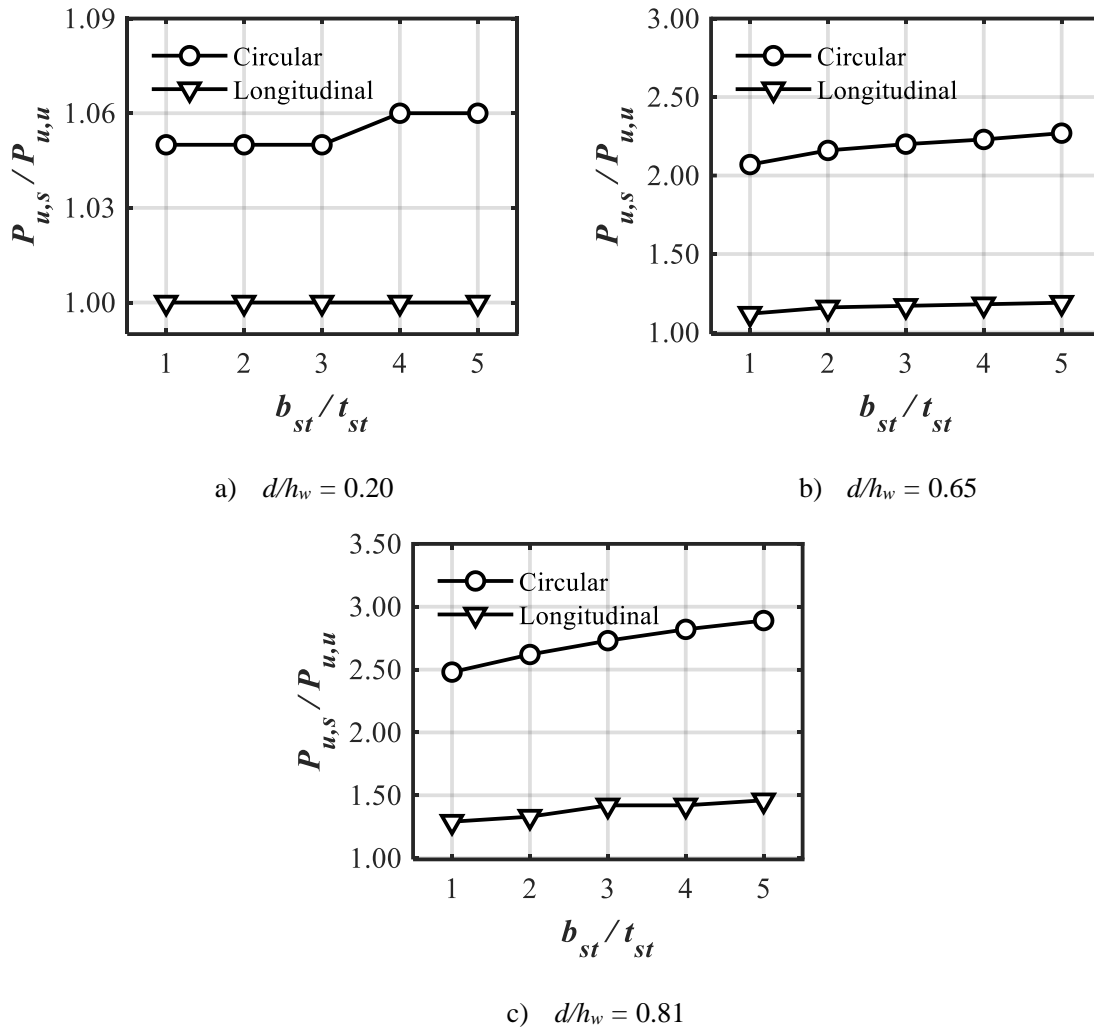 1.09
1.06
1.03
1.00
P u,s / P u,u
Circular
Longitudinal
1 2 3 4 5
b st / t st
a) d/hw = 0.20
3.00
2.50
2.00
1.50
1.00
P u,s / P u,u
Circular
Longitudinal
1 2 3 4 5
b st / t st
b) d/hw = 0.65
3.50
3.00
2.50
2.00
1.50
1.00
P u,s / P u,u
Circular
Longitudinal
1 2 3 4 5
b st / t st
c) d/hw = 0.81